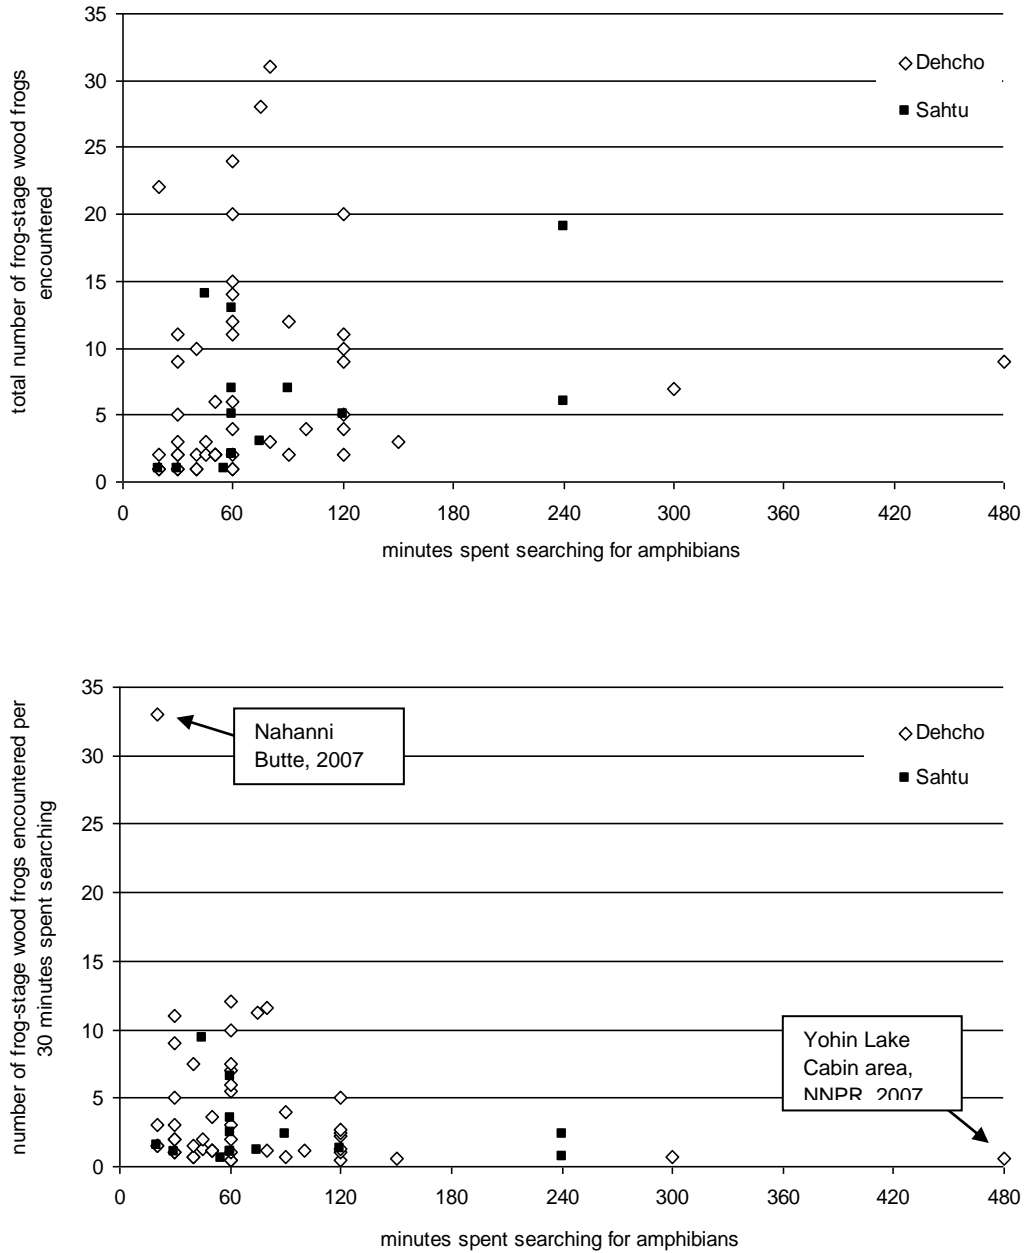 35
30
25
20
15
10
5
0
total number of frog-stage wood frogs
encountered
Dehcho
Sahtu
0 60 120 180 240 300 360 420 480
minutes spent searching for amphibians
35
30
25
20
15
10
5
0
number of frog-stage wood frogs encountered per
30 minutes spent searching
Nahanni
Butte, 2007
Dehcho
Sahtu
Yohin Lake
Cabin area,
NNPR, 2007
0 60 120 180 240 300 360 420 480
minutes spent searching for amphibians